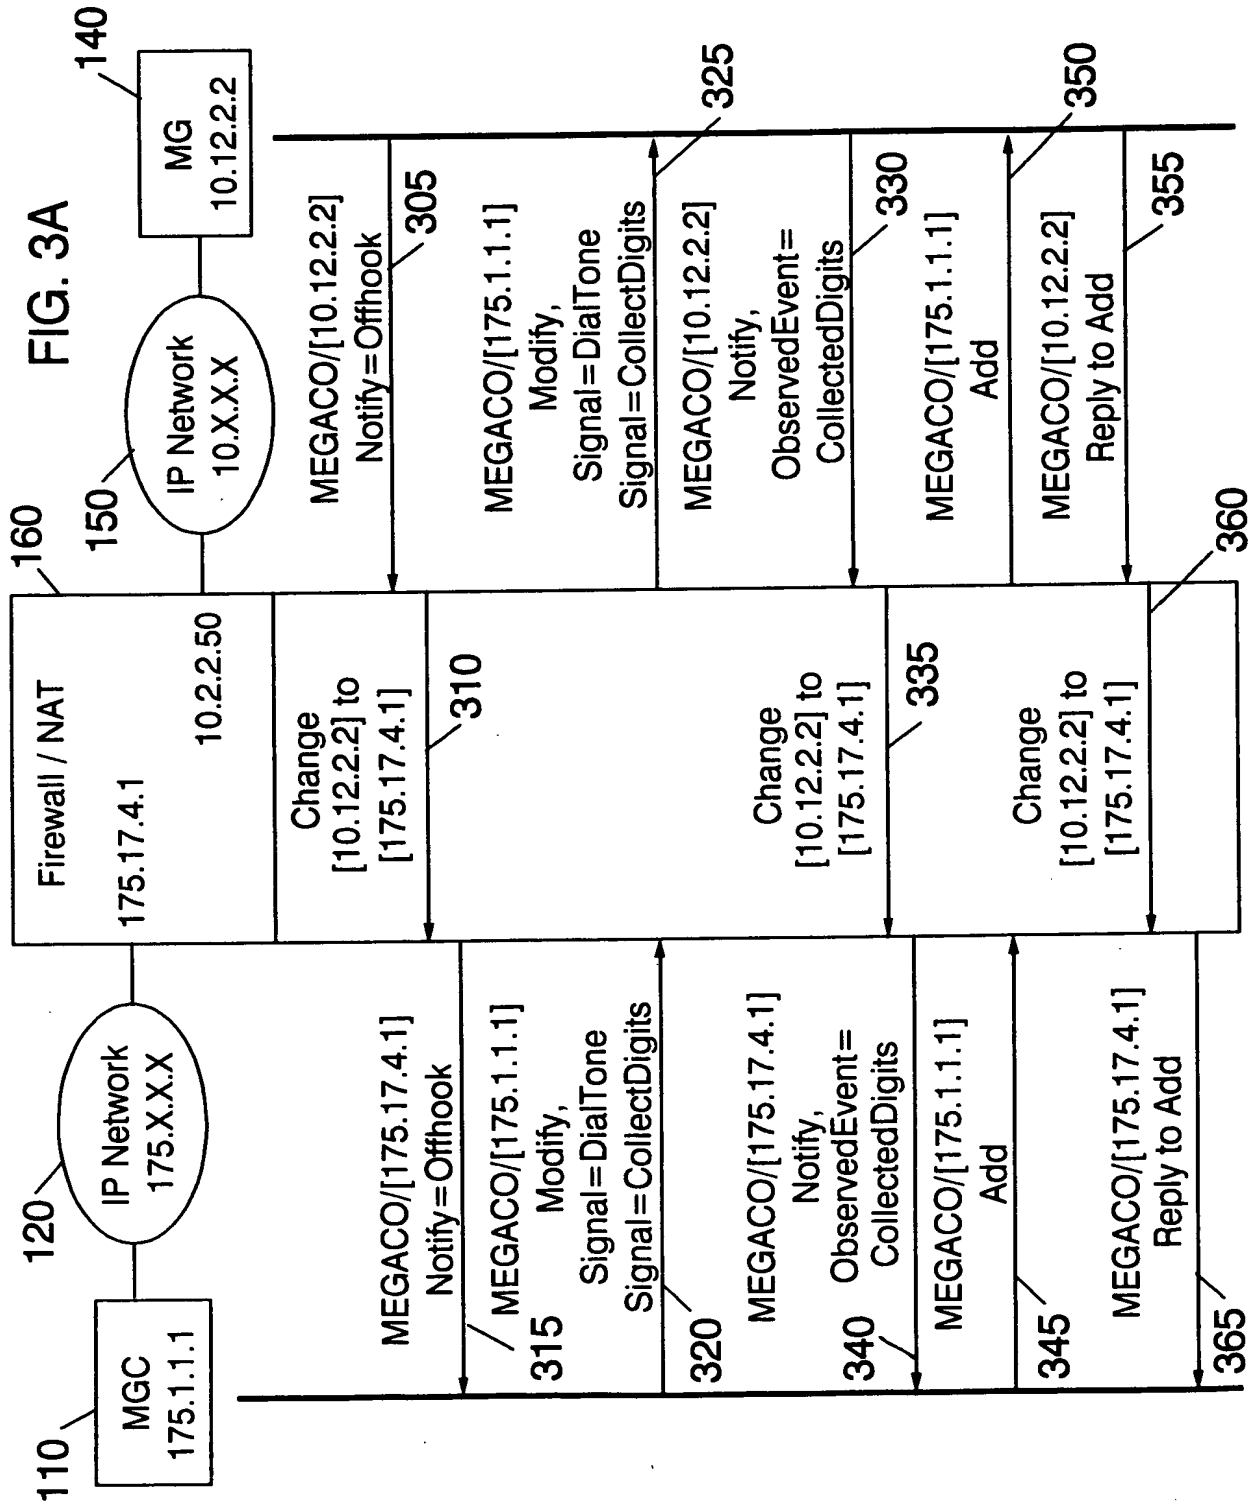 FIG. 3A
110
MGC
175.1.1.1
120
IP Network
175.X.X.X
160
Firewall / NAT
175.17.4.1
10.2.2.50
150
IP Network
10.X.X.X
140
MG
10.12.2.2
MEGACO/[10.12.2.2]
Notify=Offhook
305
Change
[10.12.2.2] to
[175.17.4.1]
310
MEGACO/[175.17.4.1]
Notify=Offhook
315
MEGACO/[175.1.1.1]
Modify,
Signal=DialTone
Signal=CollectDigits
320
MEGACO/[175.1.1.1]
Modify,
Signal=DialTone
Signal=CollectDigits
325
MEGACO/[10.12.2.2]
Notify,
ObservedEvent=
CollectedDigits
330
Change
[10.12.2.2] to
[175.17.4.1]
335
MEGACO/[175.17.4.1]
Notify,
ObservedEvent=
CollectedDigits
340
MEGACO/[175.1.1.1]
Add
345
MEGACO/[175.1.1.1]
Add
350
MEGACO/[10.12.2.2]
Reply to Add
355
Change
[10.12.2.2] to
[175.17.4.1]
360
MEGACO/[175.17.4.1]
Reply to Add
365